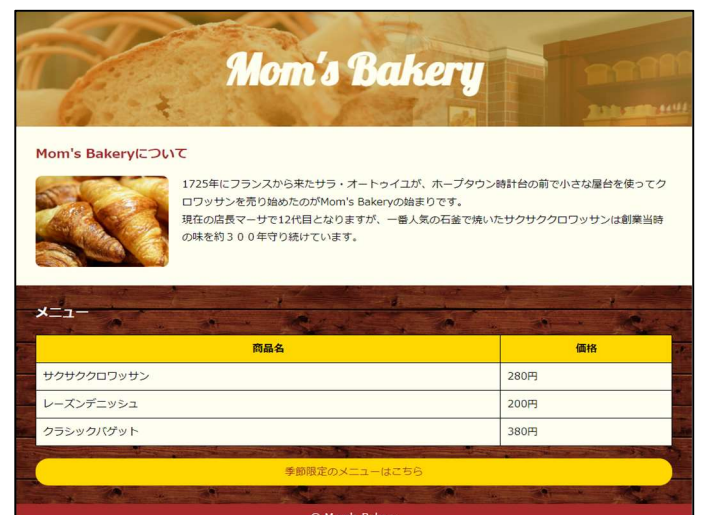 Mom's Bakery
Mom's Bakeryについて
1725年にフランスから来たサラ・オートゥイユが、ホープタウン時計台の前で小さな屋台を使ってク
ロワッサンを売り始めたのがMom's Bakeryの始まりです。
現在の店長マーサで12代目となりますが、一番人気の石釜で焼いたサクサククロワッサンは創業当時
の味を約３００年守り続けています。
メニュー
商品名 価格
サクサククロワッサン 280円
レーズンデニッシュ 200円
クラシックバゲット 380円
季節限定のメニューはこちら
© Mom's Bakery